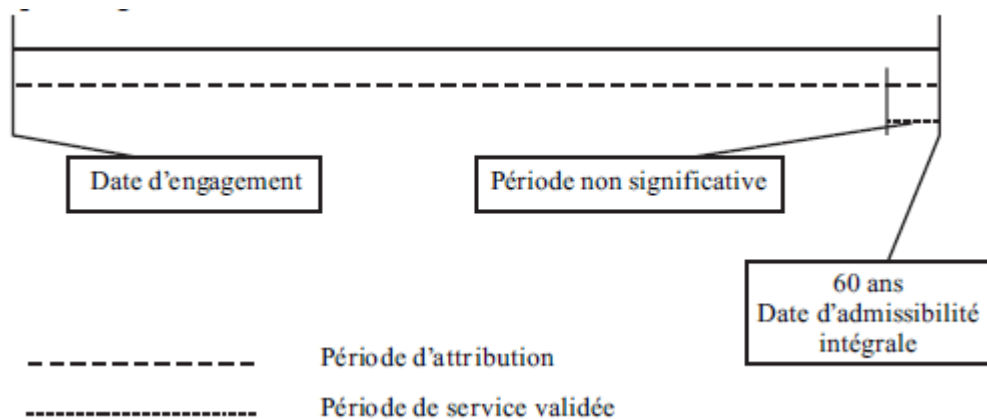 Date d'engagement
Période non significative
60 ans
Date d'admissibilité
intégrale
Période d'attribution
Période de service validée